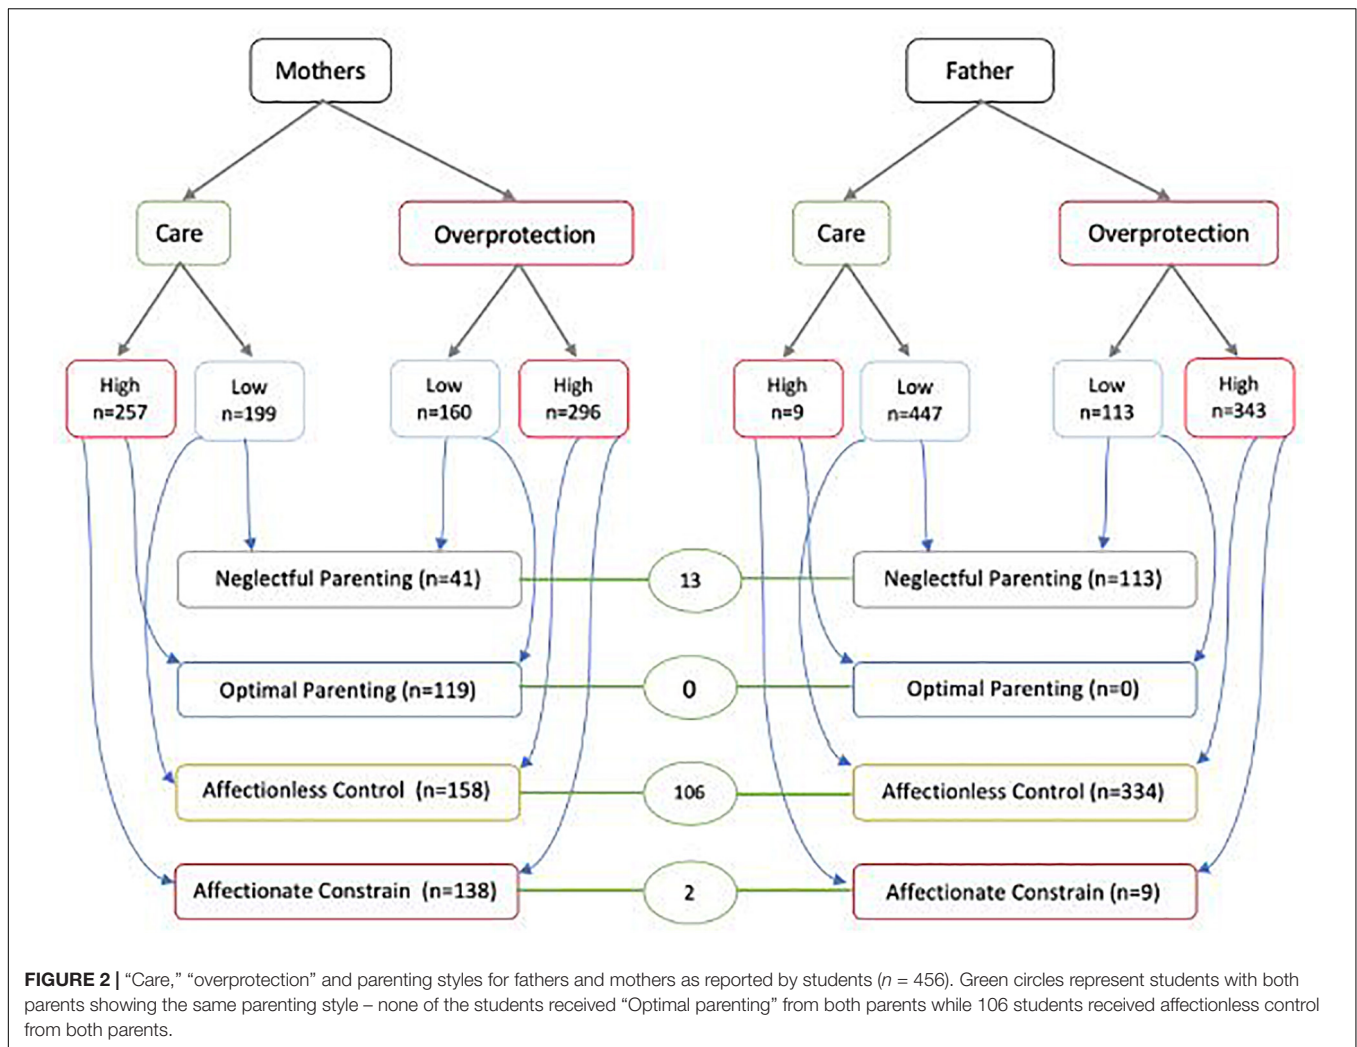 Mothers
Father
Care
Overprotection
Care
Overprotection
High
n=257
Low
n=199
Low
n=160
High
n=296
High
n=9
Low
n=447
Low
n=113
High
n=343
Neglectful Parenting (n=41)
13
Neglectful Parenting (n=113)
Optimal Parenting (n=119)
0
Optimal Parenting (n=0)
Affectionless Control (n=158)
106
Affectionless Control (n=334)
Affectionate Constrain (n=138)
2
Affectionate Constrain (n=9)
FIGURE 2 | “Care,” “overprotection” and parenting styles for fathers and mothers as reported by students (n = 456). Green circles represent students with both
parents showing the same parenting style – none of the students received “Optimal parenting” from both parents while 106 students received affectionless control
from both parents.